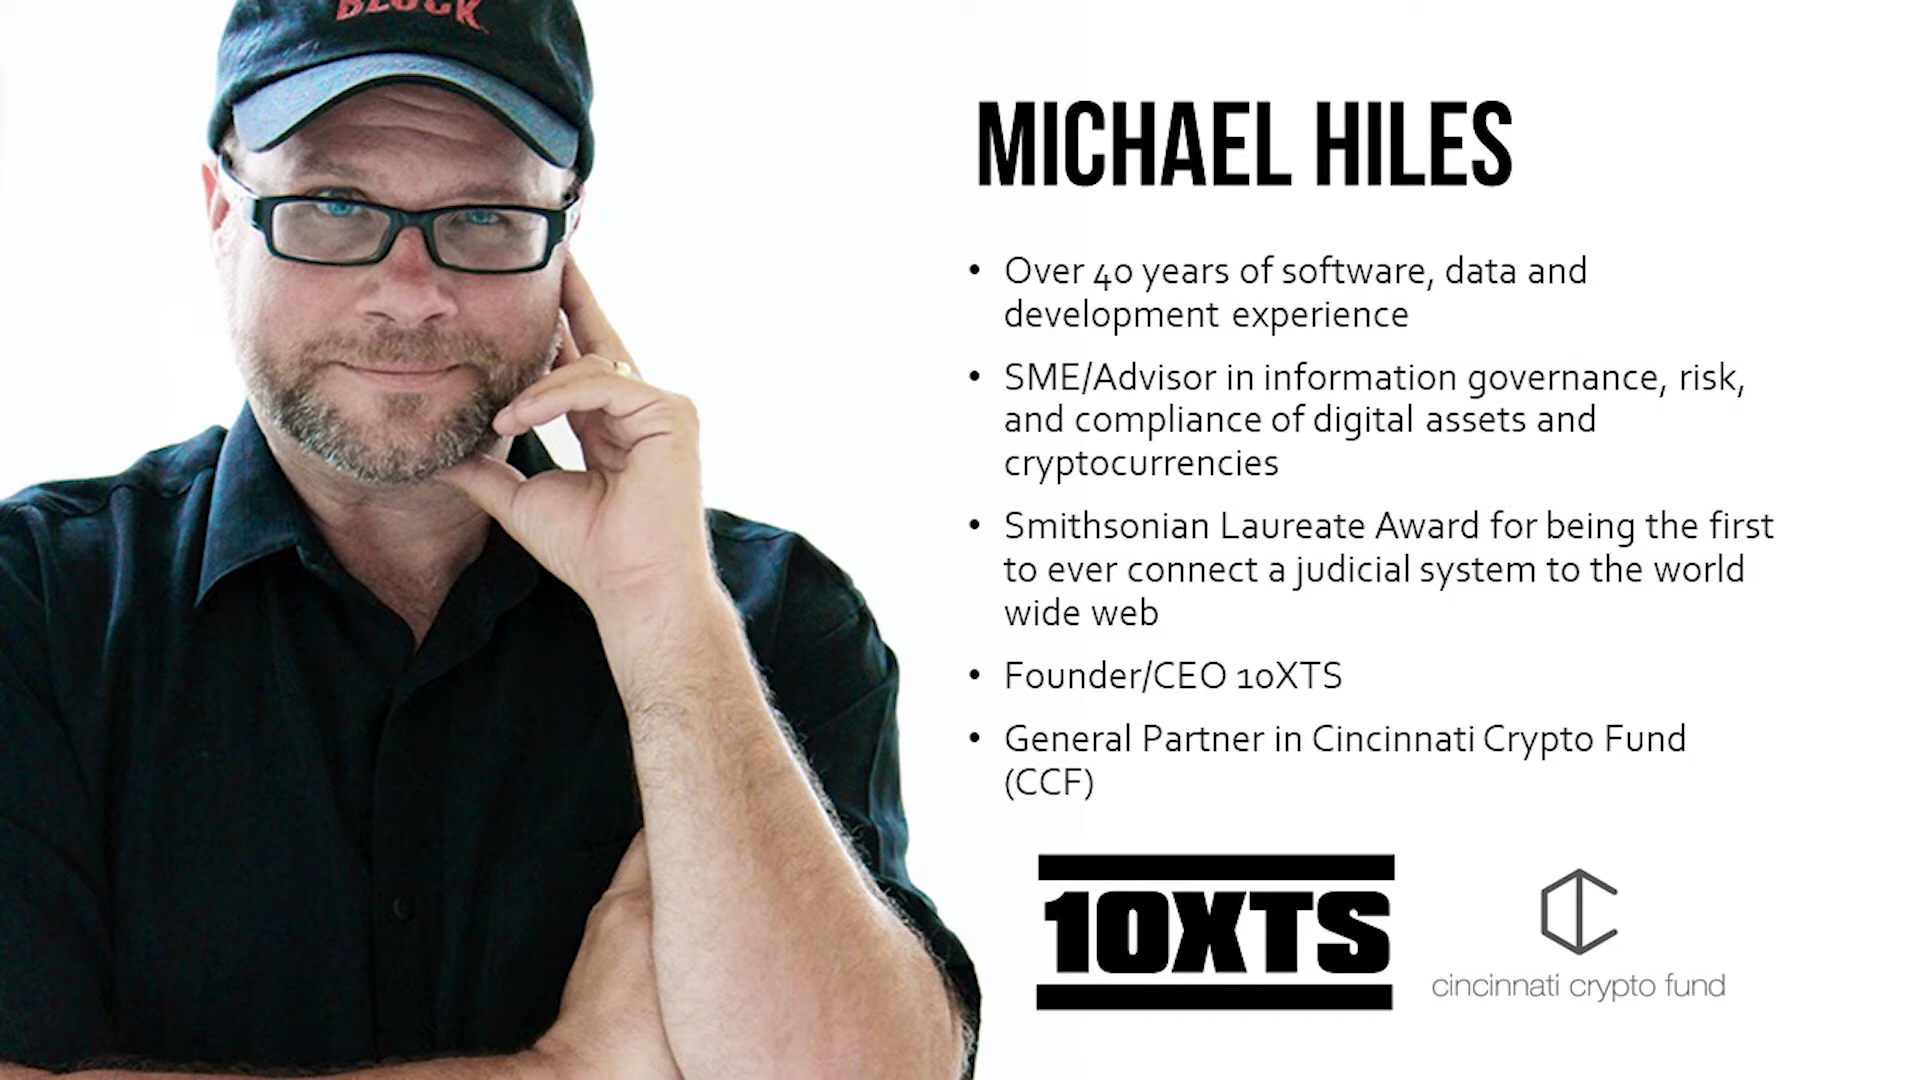 BLOCK
MICHAEL HILES
• Over 40 years of software, data and
development experience
• SME/Advisor in information governance, risk,
and compliance of digital assets and
cryptocurrencies
• Smithsonian Laureate Award for being the first
to ever connect a judicial system to the world
wide web
• Founder/CEO 10XTS
• General Partner in Cincinnati Crypto Fund
(CCF)
10XTS
cincinnati crypto fund